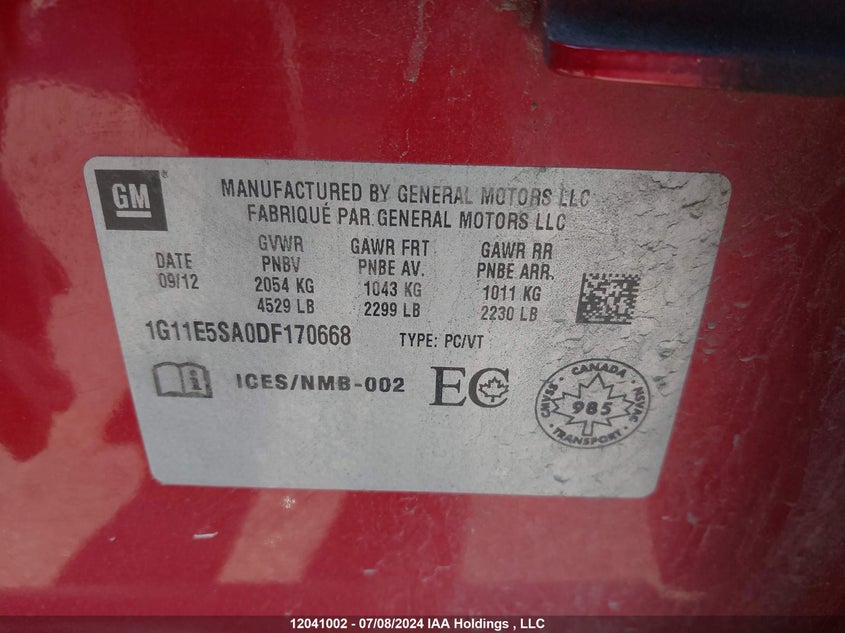 GM
MANUFACTURED BY GENERAL MOTORS LLC
FABRIQUÉ PAR GENERAL MOTORS LLC
DATE
09/12
GVWR
PNBV
2054 KG
4529 LB
GAWR FRT
PNBE AV.
1043 KG
2299 LB
GAWR RR
PNBE ARR.
1011 KG
2230 LB
1G11E5SA0DF170668 TYPE: PC/VT
ICES/NMB-002
EC
CANADA
CMVSS
NSVAC
985
TRANSPORT
12041002 - 07/08/2024 IAA Holdings , LLC